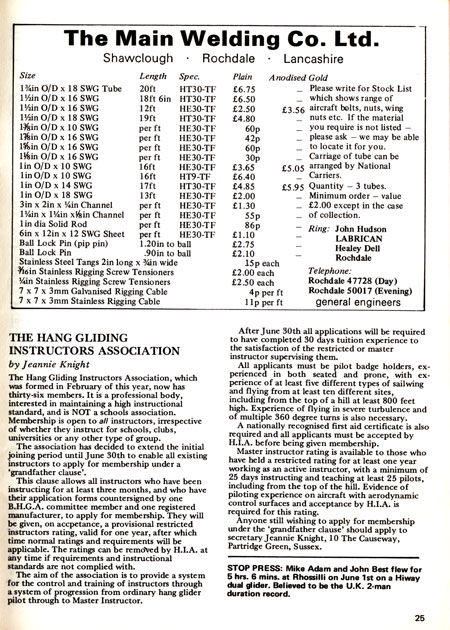 The Main Welding Co. Ltd.
Shawclough · Rochdale · Lancashire
Size Length Spec. Plain Anodised Gold
1¾in O/D x 18 SWG Tube 20ft HT30-TF £6.75 –
1½in O/D x 16 SWG 18ft 6in HT30-TF £6.50 –
1½in O/D x 16 SWG 12ft HE30-TF £2.50 £3.56
1½in O/D x 18 SWG 19ft HT30-TF £4.80 –
O/D x 10 SWG per ft HE30-TF 60p –
O/D x 16 SWG per ft HE30-TF 42p –
O/D x 16 SWG per ft HE30-TF 60p –
O/D x 16 SWG per ft HE30-TF 30p –
1in O/D x 10 SWG 16ft HE30-TF £3.65 £5.05
1in O/D x 16 SWG 16ft HT9-TF £6.40 –
1in O/D x 14 SWG 17ft HT30-TF £4.85 £5.95
1in O/D x 18 SWG 13ft HE30-TF £2.00 –
3in x 2in x ¼in Channel per ft HE30-TF £1.30 –
1¼in x 1¼in x ⅛in Channel per ft HE30-TF 55p –
1in dia Solid Rod per ft HE30-TF 86p –
6in x 12in x 12 SWG Sheet per ft HE30-TF £1.10 –
Ball Lock Pin (pip pin) 1.20in to ball £2.75 –
Ball Lock Pin .90in to ball £2.10 –
Stainless Steel Tangs 2in long x ¾in wide 15p each
Stainless Rigging Screw Tensioners £2.00 each
¼in Stainless Rigging Screw Tensioners £2.50 each
7 x 7 x 3mm Galvanised Rigging Cable 4p per ft
7 x 7 x 3mm Stainless Rigging Cable 11p per ft
Please write for Stock List
which shows range of
aircraft bolts, nuts, wing
nuts etc. If the material
you require is not listed –
please ask – we may be able
to locate it for you.
Carriage of tube can be
arranged by National
Carriers.
Quantity – 3 tubes.
Minimum order – value
£2.00 except in the case
of collection.
Ring: John Hudson
LABRICAN
Healey Dell
Rochdale
Telephone:
Rochdale 47728 (Day)
Rochdale 50017 (Evening)
general engineers
THE HANG GLIDING
INSTRUCTORS ASSOCIATION
by Jeannie Knight
The Hang Gliding Instructors Association, which
was formed in February of this year, now has
thirty-six members. It is a professional body,
interested in maintaining a high instructional
standard, and is NOT a schools association.
Membership is open to all instructors, irrespective
of whether they instruct for schools, clubs,
universities or any other type of group.
The association has decided to extend the initial
joining period until June 30th to enable all existing
instructors to apply for membership under a
'grandfather clause'.
This clause allows all instructors who have been
instructing for at least three months, and who have
their application forms countersigned by one
B.H.G.A. committee member and one registered
manufacturer, to apply for membership. They will
be given, on accpetance, a provisional restricted
instructors rating, valid for one year, after which
time normal ratings and requirements will be
applicable. The ratings can be removed by H.I.A. at
any time if requirements and instructional
standards are not complied with.
The aim of the association is to provide a system
for the control and training of instructors through
a system of progression from ordinary hang glider
pilot through to Master Instructor.
After June 30th all applications will be required
to have completed 30 days tuition experience to
the satisfaction of the restricted or master
instructor supervising them.
All applicants must be pilot badge holders, ex-
perienced in both seated and prone, with ex-
perience of at least five different types of sailwing
and flying from at least ten different sites,
including from the top of a hill at least 800 feet
high. Experience of flying in severe turbulence and
of multiple 360 degree turns is also necessary.
A nationally recognised first aid certificate is also
required and all applicants must be accepted by
H.I.A. before being given membership.
Master instructor rating is available to those who
have held a restricted rating for at least one year
working as an active instructor, with a minimum of
25 days instructing and teaching at least 25 pilots,
including from the top of the hill. Evidence of
piloting experience on aircraft with aerodynamic
control surfaces and acceptance by H.I.A. is
required for this rating.
Anyone still wishing to apply for membership
under the 'grandfather clause' should apply to
secretary Jeannie Knight, 10 The Causeway,
Partridge Green, Sussex.
STOP PRESS: Mike Adam and John Best flew for
5 hrs. 6 mins. at Rhossilli on June 1st on a Hiway
dual glider. Believed to be the U.K. 2-man
duration record.
25